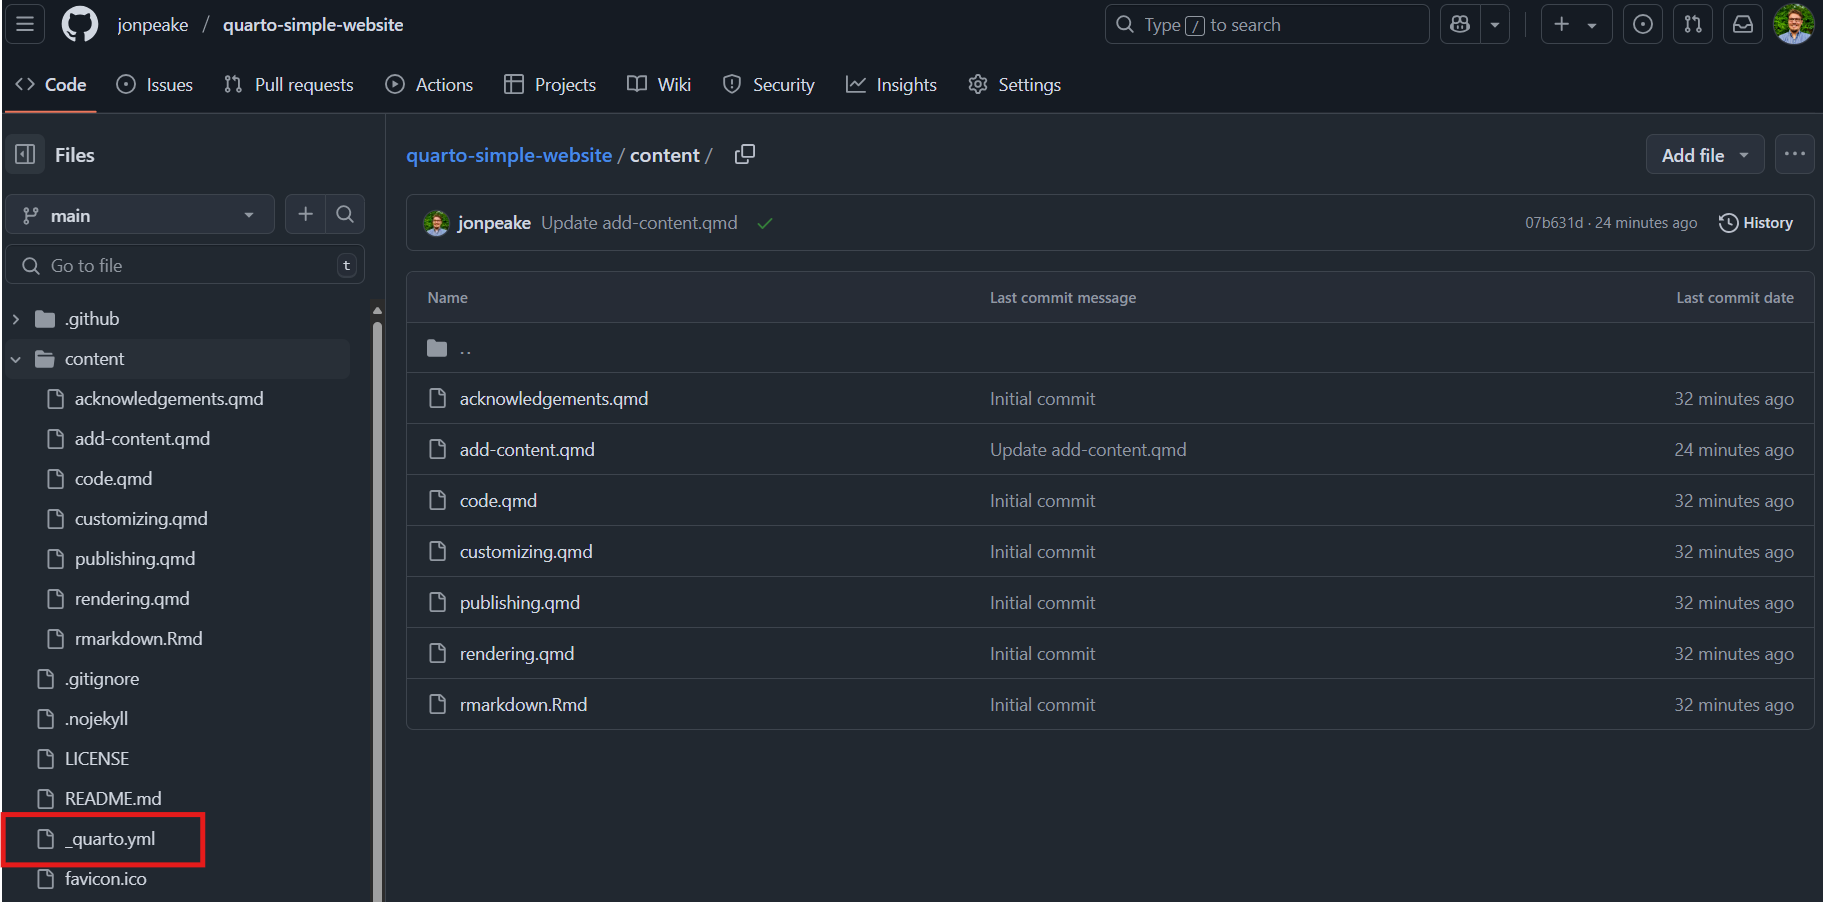 jonpeake / quarto-simple-website
Type / to search
Code Issues Pull requests Actions Projects Wiki Security Insights Settings
Files
main
Go to file
t
.github
content
acknowledgements.qmd
add-content.qmd
code.qmd
customizing.qmd
publishing.qmd
rendering.qmd
rmarkdown.Rmd
.gitignore
.nojekyll
LICENSE
README.md
_quarto.yml
favicon.ico
quarto-simple-website / content /
Add file
jonpeake Update add-content.qmd
07b631d · 24 minutes ago History
Name Last commit message Last commit date
..
acknowledgements.qmd Initial commit 32 minutes ago
add-content.qmd Update add-content.qmd 24 minutes ago
code.qmd Initial commit 32 minutes ago
customizing.qmd Initial commit 32 minutes ago
publishing.qmd Initial commit 32 minutes ago
rendering.qmd Initial commit 32 minutes ago
rmarkdown.Rmd Initial commit 32 minutes ago